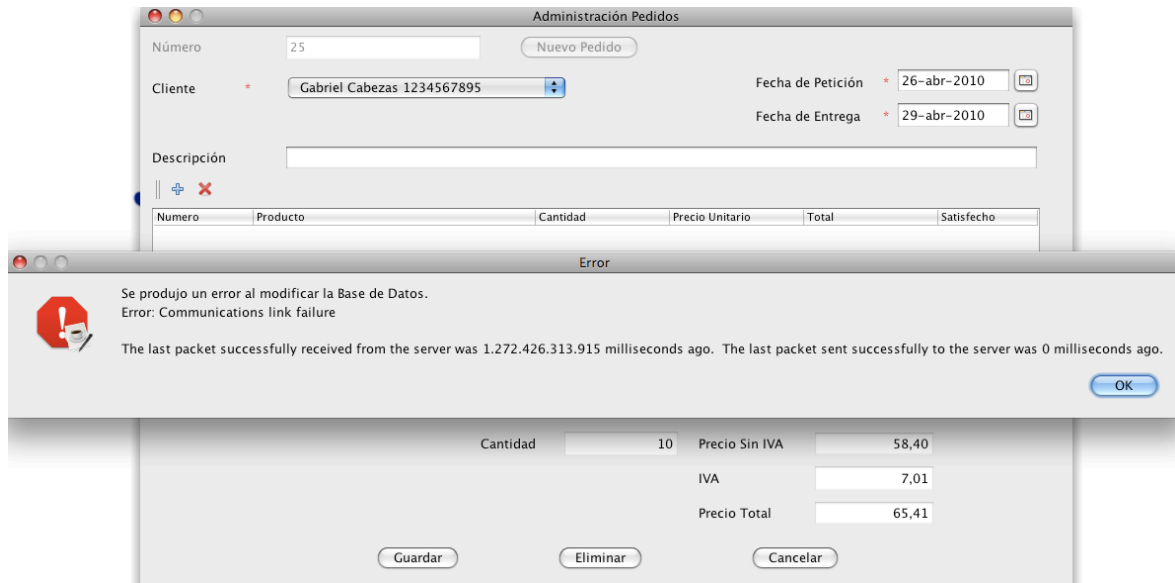 Administración Pedidos
Número 25 Nuevo Pedido
Cliente * Gabriel Cabezas 1234567895 Fecha de Petición * 26-abr-2010
Fecha de Entrega * 29-abr-2010
Descripción
Numero Producto Cantidad Precio Unitario Total Satisfecho
Error
Se produjo un error al modificar la Base de Datos.
Error: Communications link failure
The last packet successfully received from the server was 1.272.426.313.915 milliseconds ago. The last packet sent successfully to the server was 0 milliseconds ago.
OK
Cantidad 10 Precio Sin IVA 58,40
IVA 7,01
Precio Total 65,41
Guardar Eliminar Cancelar